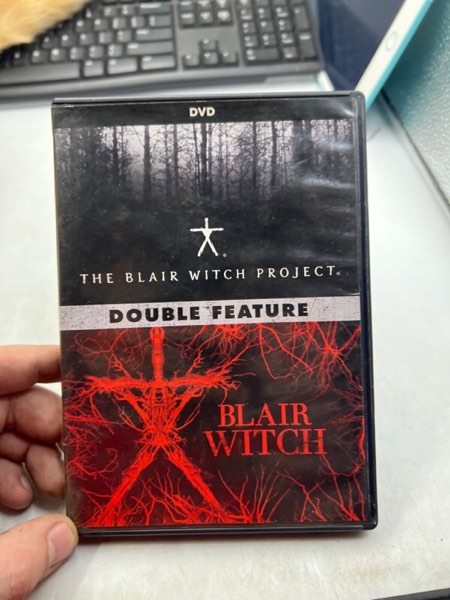 DVD
THE BLAIR WITCH PROJECT®
DOUBLE FEATURE
BLAIR
WITCH